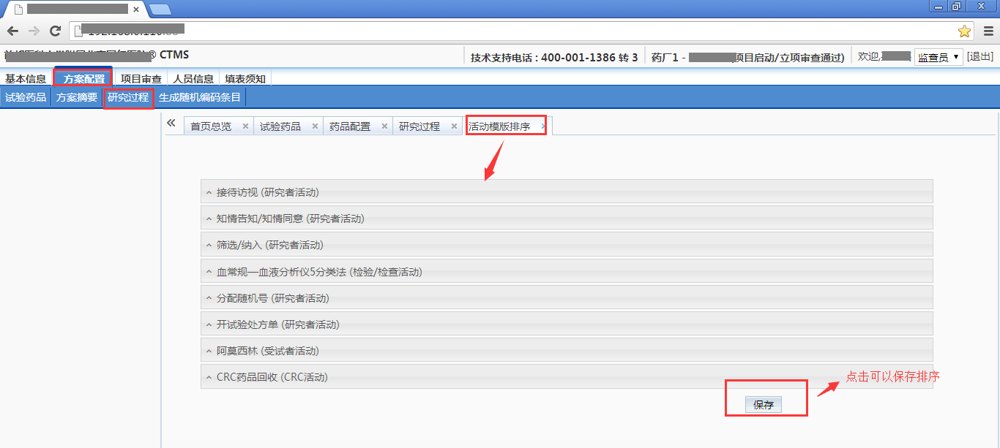 ® CTMS
技术支持电话 : 400-001-1386 转 3
药厂1 -
项目启动/立项审查通过)
欢迎,
监查员
[退出]
基本信息 方案配置 项目审查 人员信息 填表须知
试验药品 方案摘要 研究过程 生成随机编码条目
首页总览 试验药品 药品配置 研究过程 活动模版排序
接待访视 (研究者活动)
知情告知/知情同意 (研究者活动)
筛选/纳入 (研究者活动)
血常规—血液分析仪5分类法 (检验/检查活动)
分配随机号 (研究者活动)
开试验处方单 (研究者活动)
阿莫西林 (受试者活动)
CRC药品回收 (CRC活动)
点击可以保存排序
保存